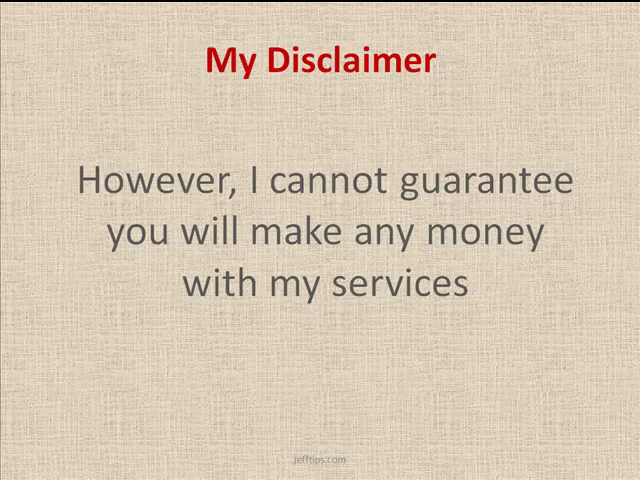 My Disclaimer
However, I cannot guarantee
you will make any money
with my services
jefftips.com